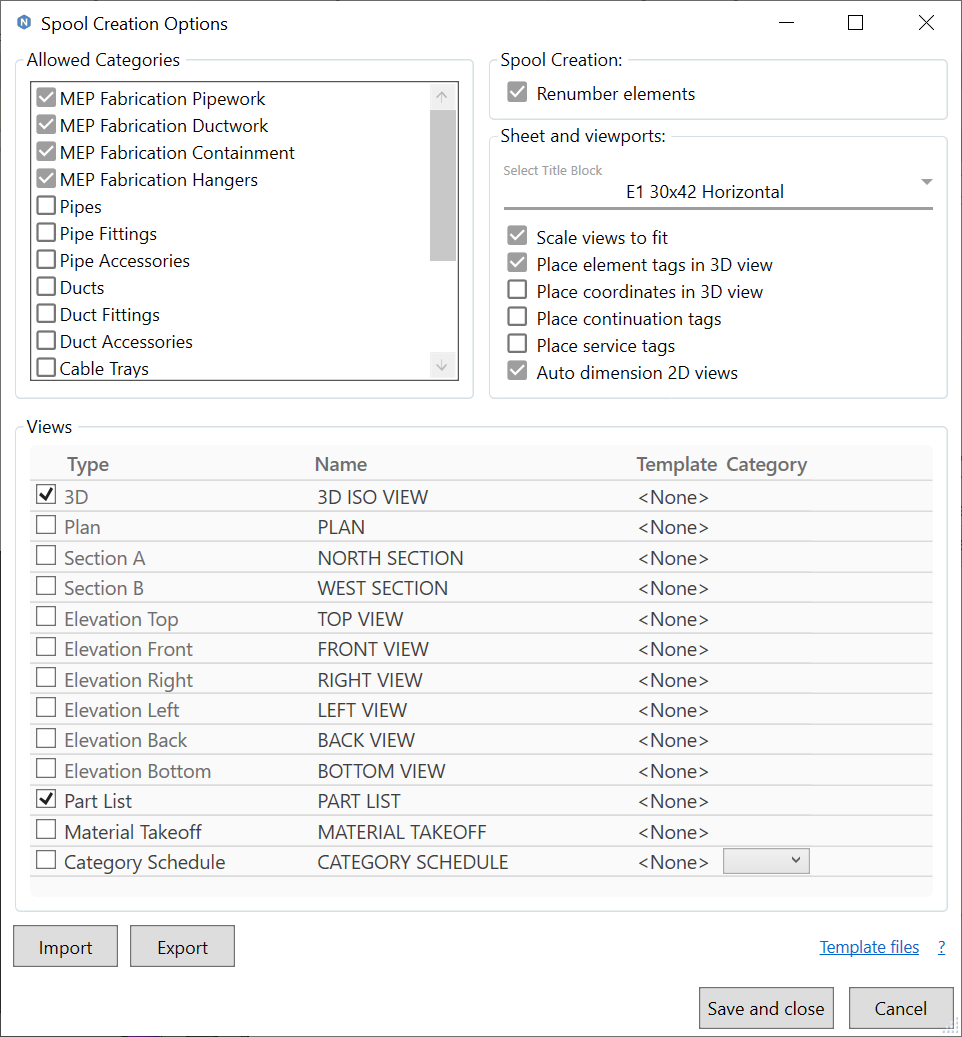 Spool Creation Options
Allowed Categories
MEP Fabrication Pipework
MEP Fabrication Ductwork
MEP Fabrication Containment
MEP Fabrication Hangers
Pipes
Pipe Fittings
Pipe Accessories
Ducts
Duct Fittings
Duct Accessories
Cable Trays
Spool Creation:
Renumber elements
Sheet and viewports:
Select Title Block
E1 30x42 Horizontal
Scale views to fit
Place element tags in 3D view
Place coordinates in 3D view
Place continuation tags
Place service tags
Auto dimension 2D views
Views
Type Name Template Category
3D 3D ISO VIEW <None>
Plan PLAN <None>
Section A NORTH SECTION <None>
Section B WEST SECTION <None>
Elevation Top TOP VIEW <None>
Elevation Front FRONT VIEW <None>
Elevation Right RIGHT VIEW <None>
Elevation Left LEFT VIEW <None>
Elevation Back BACK VIEW <None>
Elevation Bottom BOTTOM VIEW <None>
Part List PART LIST <None>
Material Takeoff MATERIAL TAKEOFF <None>
Category Schedule CATEGORY SCHEDULE <None>
Import Export Template files ?
Save and close Cancel